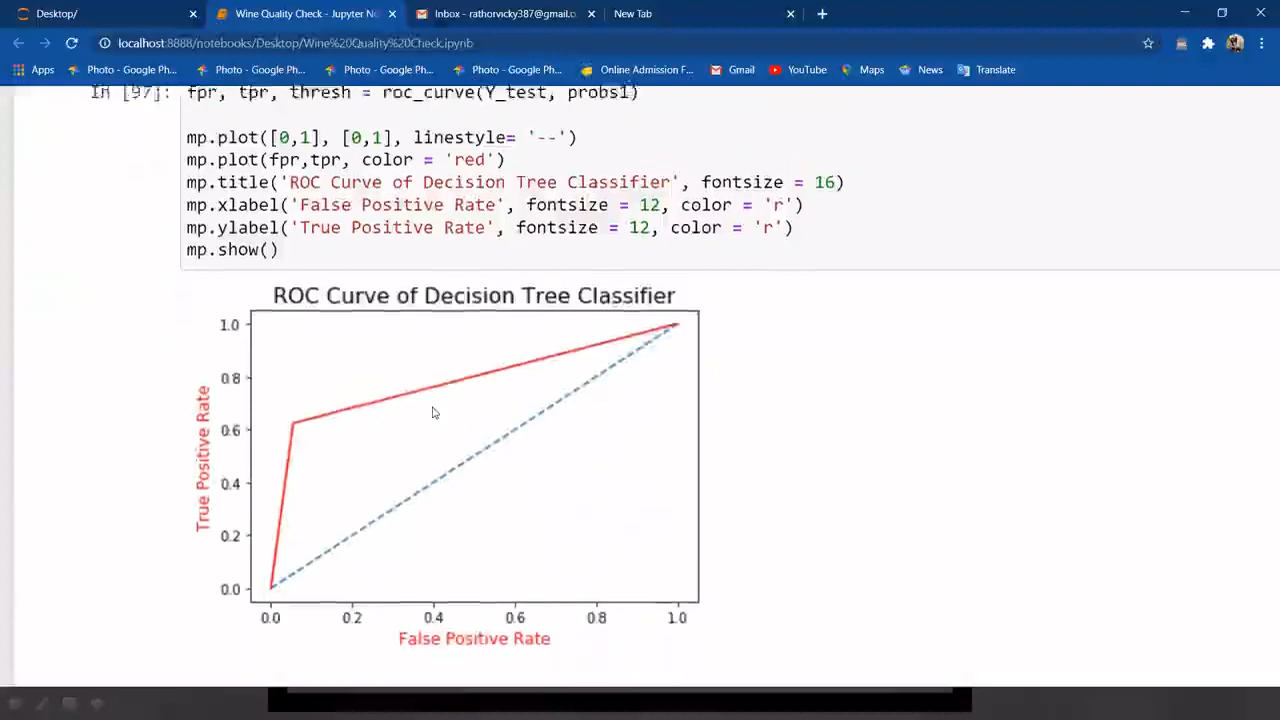 Desktop/
Wine Quality Check - Jupyter No
Inbox - rathorvicky387@gmail.c
New Tab
localhost:8888/notebooks/Desktop/Wine%20Quality%20Check.ipynb
Apps
Photo - Google Ph...
Photo - Google Ph...
Photo - Google Ph...
Photo - Google Ph...
Online Admission F...
Gmail
YouTube
Maps
News
Translate
In [97]: fpr, tpr, thresh = roc_curve(Y_test, probs1)
mp.plot([0,1], [0,1], linestyle= '--')
mp.plot(fpr,tpr, color = 'red')
mp.title('ROC Curve of Decision Tree Classifier', fontsize = 16)
mp.xlabel('False Positive Rate', fontsize = 12, color = 'r')
mp.ylabel('True Positive Rate', fontsize = 12, color = 'r')
mp.show()
ROC Curve of Decision Tree Classifier
True Positive Rate
1.0
0.8
0.6
0.4
0.2
0.0
0.0 0.2 0.4 0.6 0.8 1.0
False Positive Rate